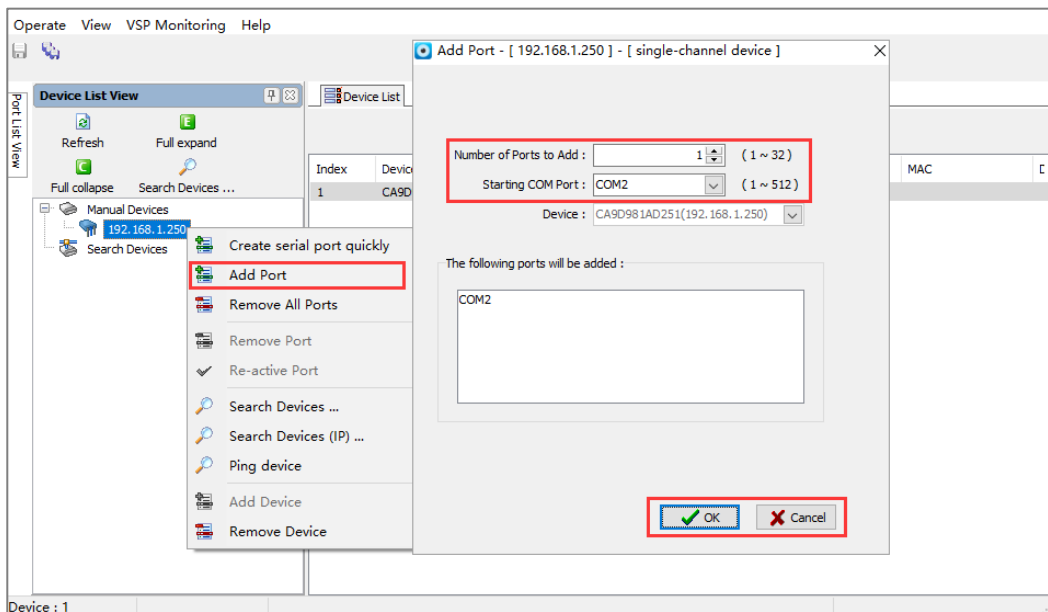 Operate View VSP Monitoring Help
Port List View
Device List View
Refresh Full expand
Full collapse Search Devices ...
Manual Devices
192.168.1.250
Search Devices
Device List
Index Device MAC
1 CA9D
Create serial port quickly
Add Port
Remove All Ports
Remove Port
Re-active Port
Search Devices ...
Search Devices (IP) ...
Ping device
Add Device
Remove Device
Add Port - [ 192.168.1.250 ] - [ single-channel device ]
Number of Ports to Add : 1 ( 1 ~ 32 )
Starting COM Port : COM2 ( 1 ~ 512 )
Device : CA9D981AD251(192.168.1.250)
The following ports will be added :
COM2
OK Cancel
Device : 1